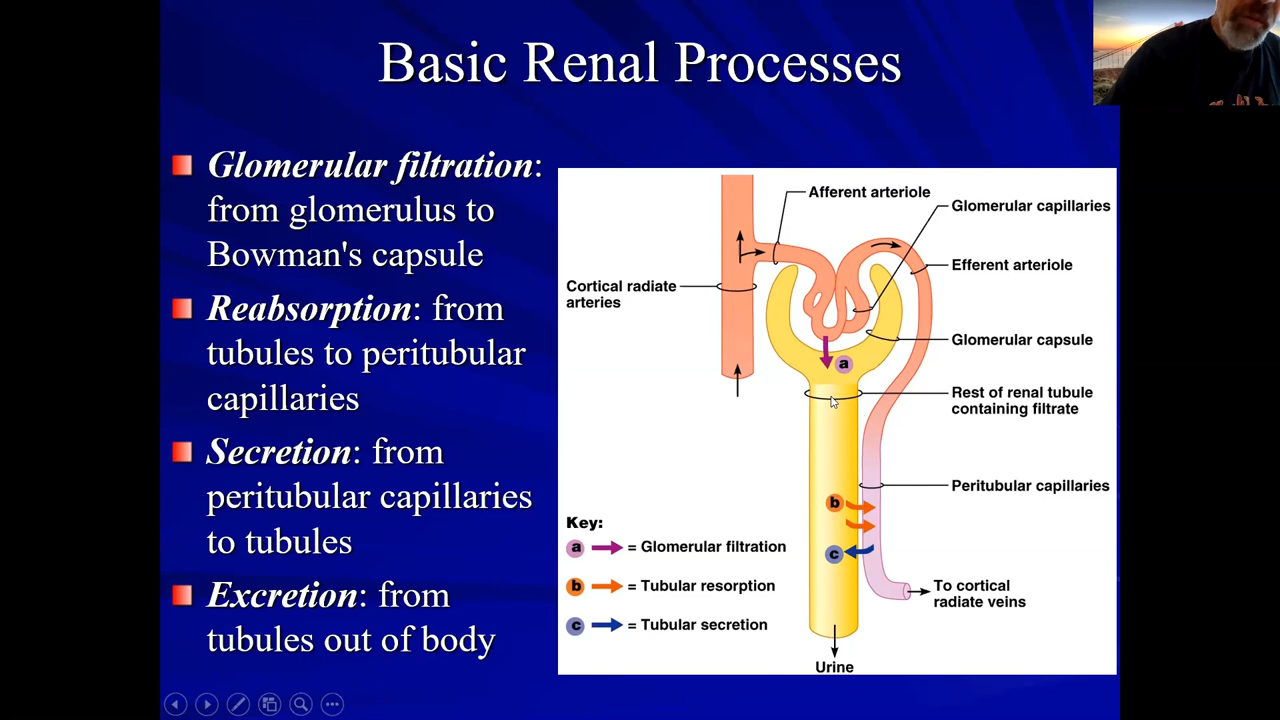 Basic Renal Processes
Glomerular filtration:
from glomerulus to
Bowman's capsule
Reabsorption: from
tubules to peritubular
capillaries
Secretion: from
peritubular capillaries
to tubules
Excretion: from
tubules out of body
Afferent arteriole
Glomerular capillaries
Efferent arteriole
Cortical radiate
arteries
Glomerular capsule
a
Rest of renal tubule
containing filtrate
Peritubular capillaries
b
c
To cortical
radiate veins
Urine
Key:
a = Glomerular filtration
b = Tubular resorption
c = Tubular secretion